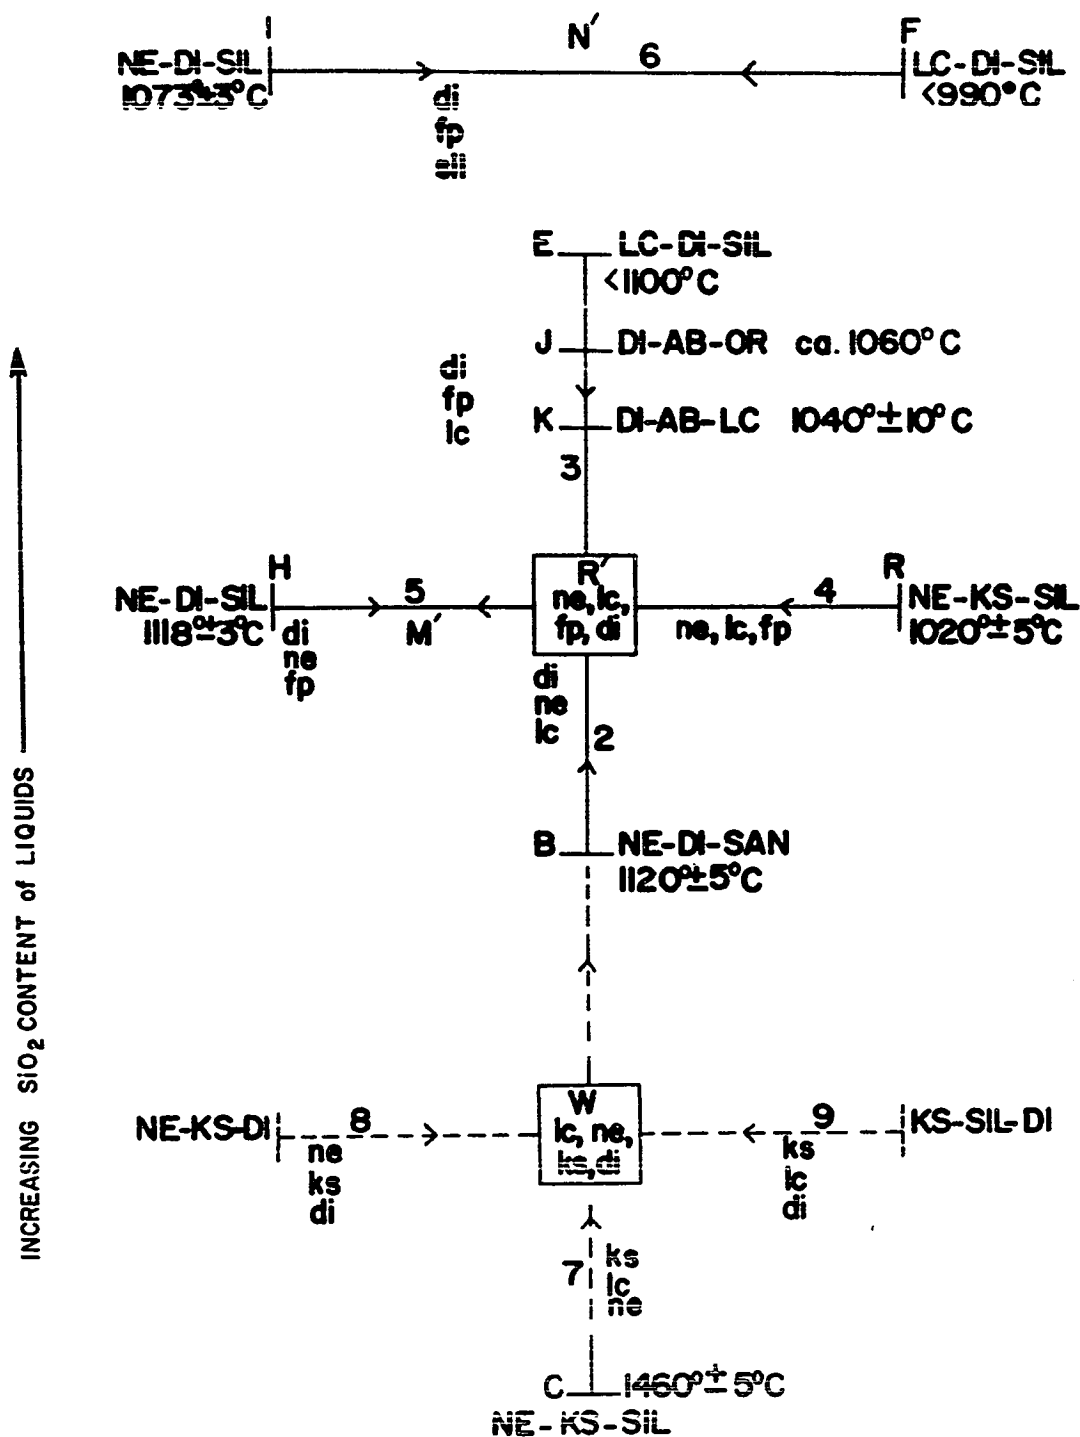 I
N′
F
6
NE-DI-SIL
LC-DI-SIL
1073°±3°C
<990°C
di
fp
sil
E
LC-DI-SIL
<1100°C
J
DI-AB-OR ca. 1060°C
di
fp
lc
K
DI-AB-LC 1040°±10°C
3
H
R′
R
5
4
NE-DI-SIL
ne, lc,
NE-KS-SIL
1118°±3°C
M′
fp, di
ne, lc, fp
1020°±5°C
di
ne
fp
di
ne
lc
2
B
NE-DI-SAN
1120°±5°C
INCREASING SiO₂ CONTENT of LIQUIDS
W
NE-KS-DI
8
9
KS-SIL-DI
lc, ne,
ks, di
ne
ks
di
ks
lc
di
7
ks
lc
ne
C
1460°±5°C
NE-KS-SIL